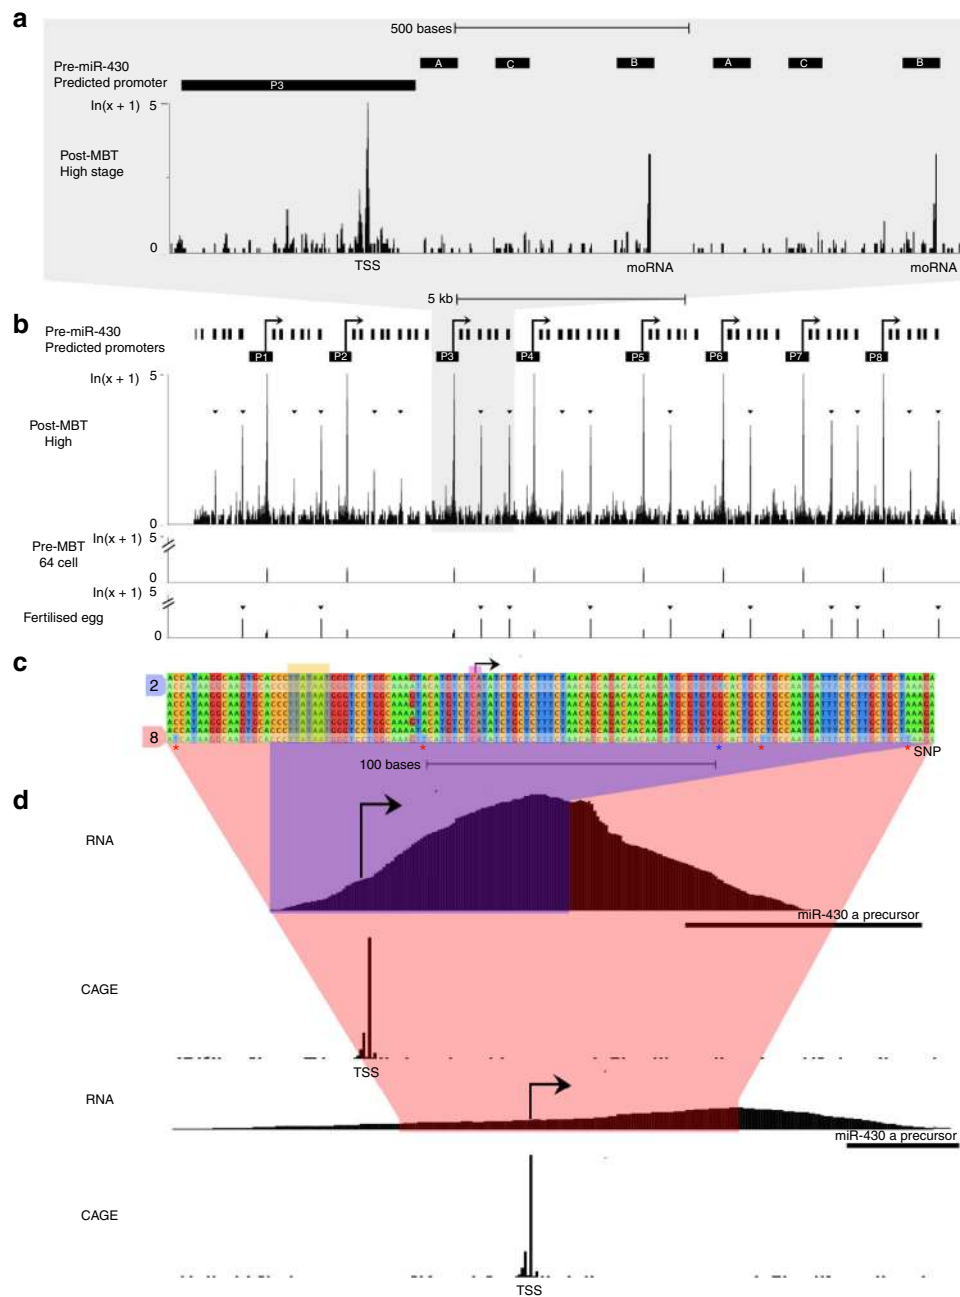 a
500 bases
Pre-miR-430
A C B A C B
Predicted promoter
P3
ln(x + 1) 5
Post-MBT
High stage
0
TSS moRNA moRNA
5 kb
b
Pre-miR-430
Predicted promoters
P1 P2 P3 P4 P5 P6 P7 P8
ln(x + 1) 5
Post-MBT
High
0
ln(x + 1) 5
Pre-MBT
64 cell
0
ln(x + 1) 5
Fertilised egg
0
c
2
8
* * * * * SNP
100 bases
d
RNA
miR-430 a precursor
CAGE
TSS
RNA
miR-430 a precursor
CAGE
TSS